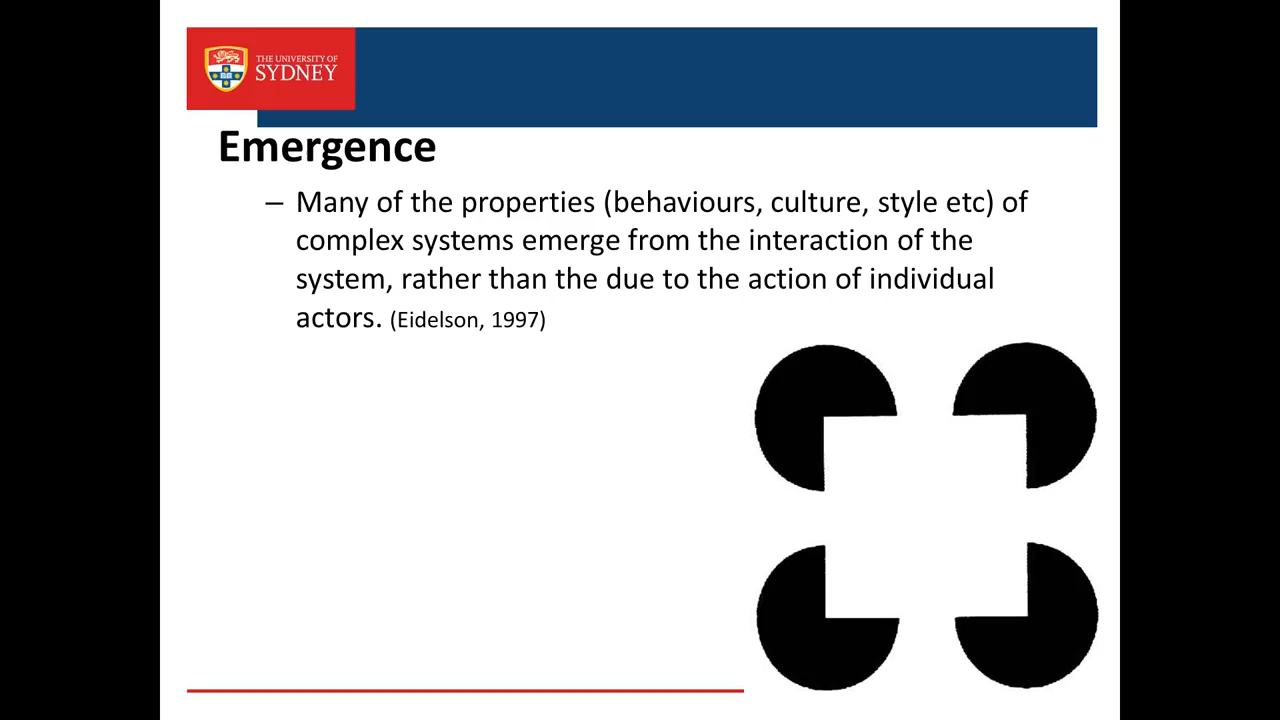 THE UNIVERSITY OF
SYDNEY
Emergence
– Many of the properties (behaviours, culture, style etc) of
complex systems emerge from the interaction of the
system, rather than the due to the action of individual
actors. (Eidelson, 1997)